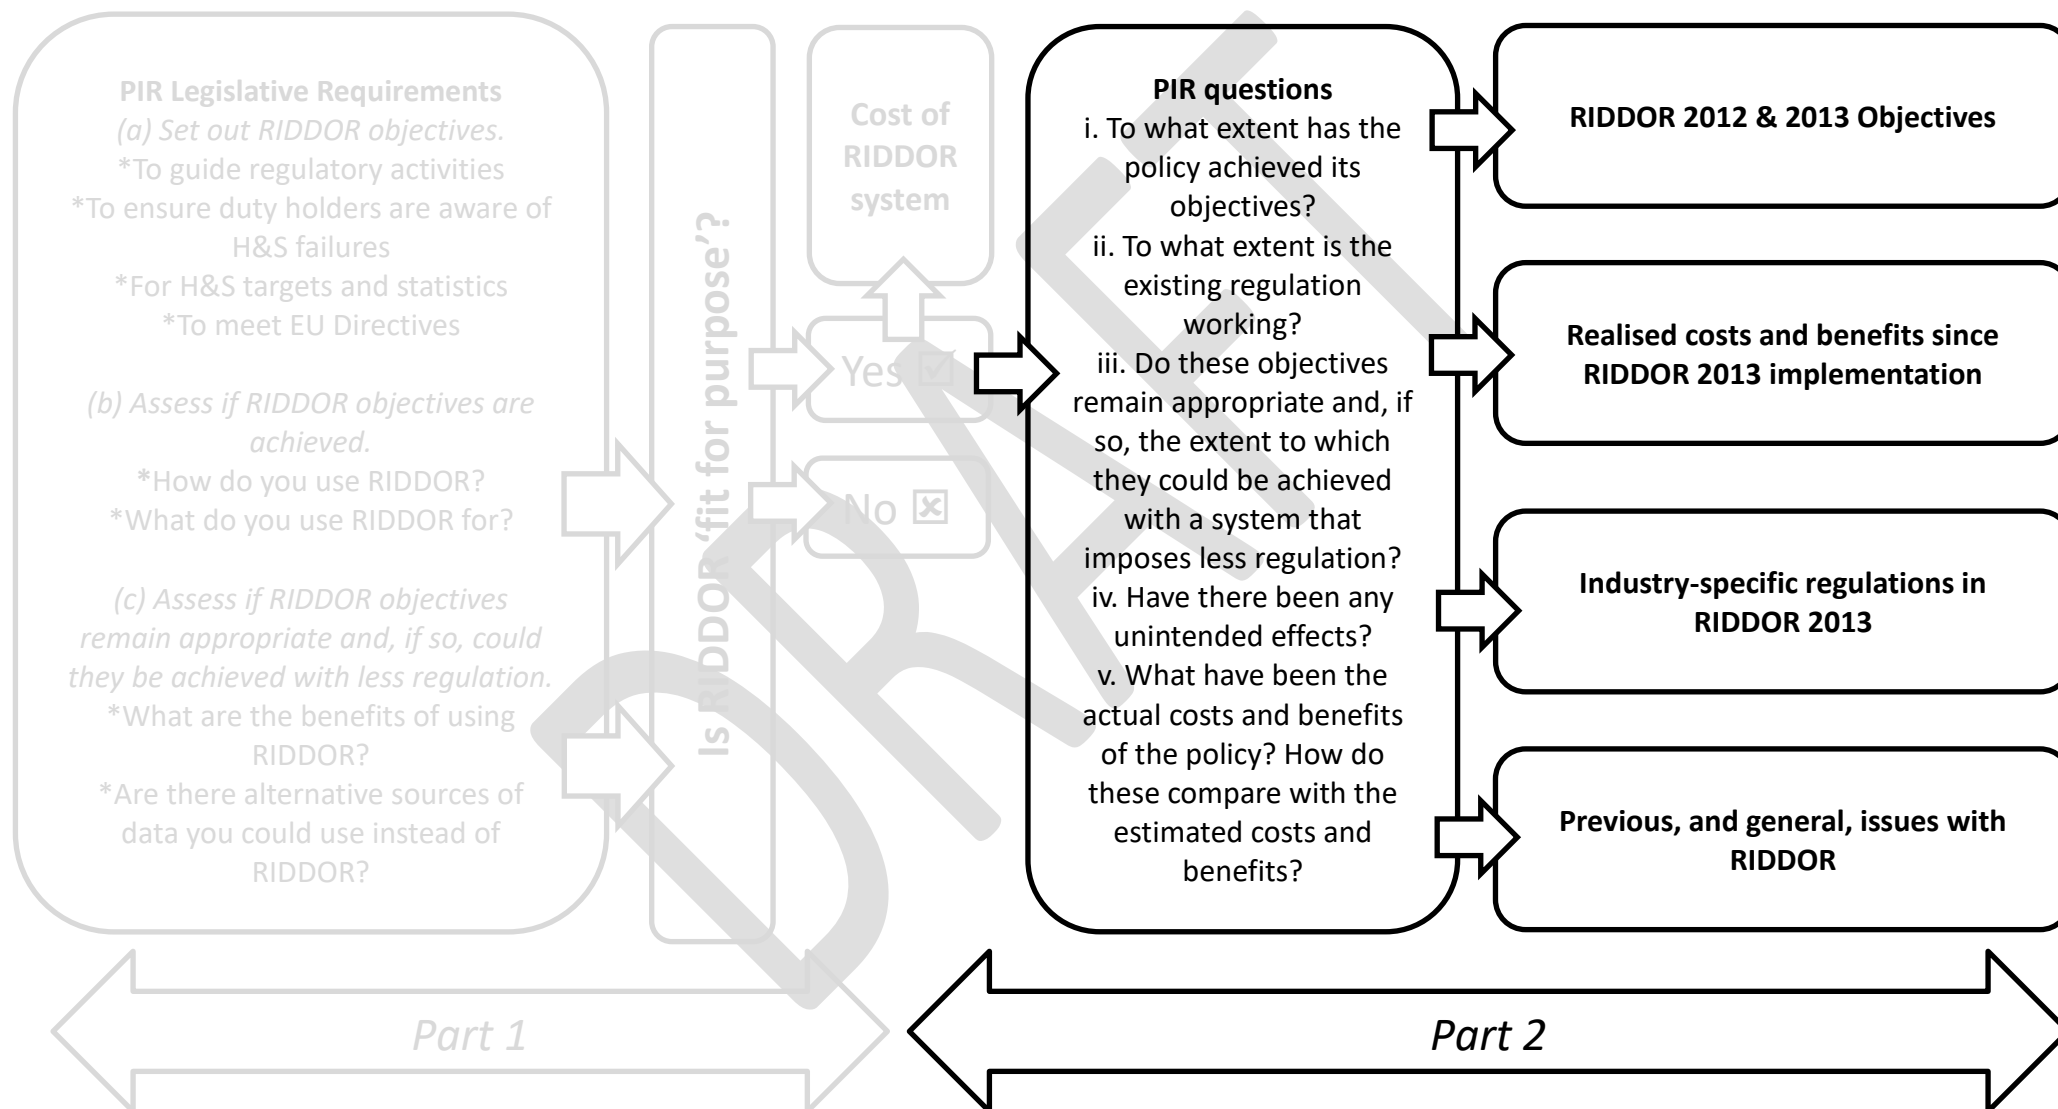 PIR Legislative Requirements
(a) Set out RIDDOR objectives.
*To guide regulatory activities
*To ensure duty holders are aware of
H&S failures
*For H&S targets and statistics
*To meet EU Directives
(b) Assess if RIDDOR objectives are
achieved.
*How do you use RIDDOR?
*What do you use RIDDOR for?
(c) Assess if RIDDOR objectives
remain appropriate and, if so, could
they be achieved with less regulation.
*What are the benefits of using
RIDDOR?
*Are there alternative sources of
data you could use instead of
RIDDOR?
Is RIDDOR ‘fit for purpose’?
Cost of
RIDDOR
system
Yes ☑
No ☒
PIR questions
i. To what extent has the
policy achieved its
objectives?
ii. To what extent is the
existing regulation
working?
iii. Do these objectives
remain appropriate and, if
so, the extent to which
they could be achieved
with a system that
imposes less regulation?
iv. Have there been any
unintended effects?
v. What have been the
actual costs and benefits
of the policy? How do
these compare with the
estimated costs and
benefits?
RIDDOR 2012 & 2013 Objectives
Realised costs and benefits since
RIDDOR 2013 implementation
Industry-specific regulations in
RIDDOR 2013
Previous, and general, issues with
RIDDOR
Part 1
Part 2
DRAFT